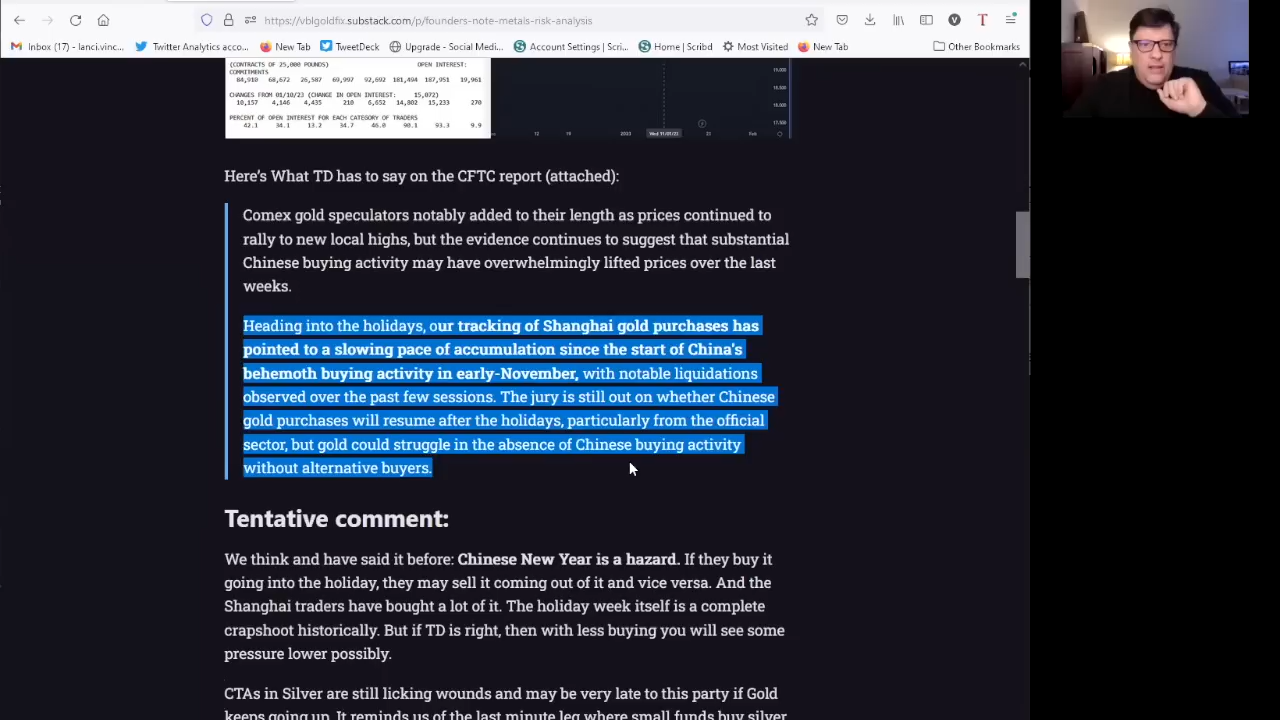 https://vblgoldfix.substack.com/p/founders-note-metals-risk-analysis
Inbox (17) - lanci.vinc... Twitter Analytics acco... New Tab TweetDeck Upgrade - Social Medi... Account Settings | Scri... Home | Scribd Most Visited New Tab Other Bookmarks
(CONTRACTS OF 25,000 POUNDS) OPEN INTEREST:
COMMITMENTS
84,910 68,672 26,587 69,997 92,692 181,494 187,951 19,961
CHANGES FROM 01/10/23 (CHANGE IN OPEN INTEREST: 15,072)
10,157 4,146 4,435 210 6,652 14,802 15,233 270
PERCENT OF OPEN INTEREST FOR EACH CATEGORY OF TRADERS
42.1 34.1 13.2 34.7 46.0 90.1 93.3 9.9
12 19 2023 Wed 11/01/23 23 Feb
Here's What TD has to say on the CFTC report (attached):
Comex gold speculators notably added to their length as prices continued to
rally to new local highs, but the evidence continues to suggest that substantial
Chinese buying activity may have overwhelmingly lifted prices over the last
weeks.
Heading into the holidays, our tracking of Shanghai gold purchases has
pointed to a slowing pace of accumulation since the start of China's
behemoth buying activity in early-November, with notable liquidations
observed over the past few sessions. The jury is still out on whether Chinese
gold purchases will resume after the holidays, particularly from the official
sector, but gold could struggle in the absence of Chinese buying activity
without alternative buyers.
Tentative comment:
We think and have said it before: Chinese New Year is a hazard. If they buy it
going into the holiday, they may sell it coming out of it and vice versa. And the
Shanghai traders have bought a lot of it. The holiday week itself is a complete
crapshoot historically. But if TD is right, then with less buying you will see some
pressure lower possibly.
CTAs in Silver are still licking wounds and may be very late to this party if Gold
keeps going up. It reminds us of the last minute leg where small funds buy silver